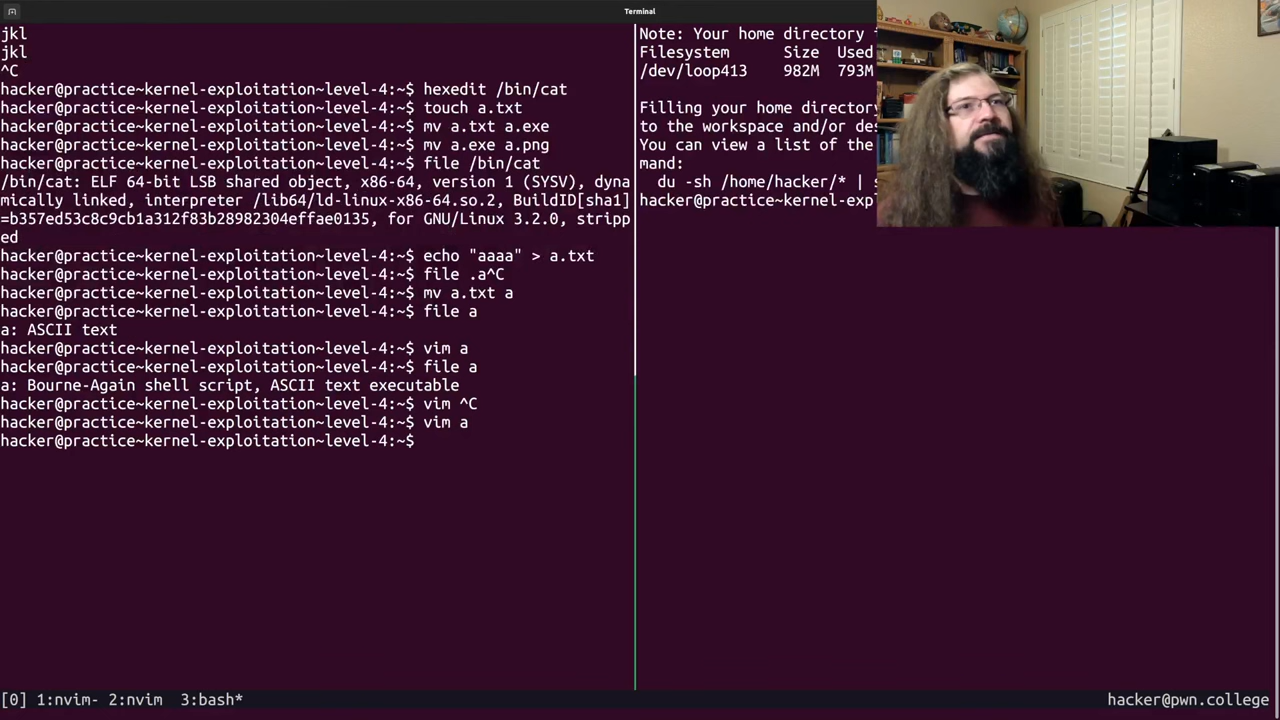 Terminal
jkl
jkl
^C
hacker@practice~kernel-exploitation~level-4:~$ hexedit /bin/cat
hacker@practice~kernel-exploitation~level-4:~$ touch a.txt
hacker@practice~kernel-exploitation~level-4:~$ mv a.txt a.exe
hacker@practice~kernel-exploitation~level-4:~$ mv a.exe a.png
hacker@practice~kernel-exploitation~level-4:~$ file /bin/cat
/bin/cat: ELF 64-bit LSB shared object, x86-64, version 1 (SYSV), dyna
mically linked, interpreter /lib64/ld-linux-x86-64.so.2, BuildID[sha1]
=b357ed53c8c9cb1a312f83b28982304effae0135, for GNU/Linux 3.2.0, stripp
ed
hacker@practice~kernel-exploitation~level-4:~$ echo "aaaa" > a.txt
hacker@practice~kernel-exploitation~level-4:~$ file .a^C
hacker@practice~kernel-exploitation~level-4:~$ mv a.txt a
hacker@practice~kernel-exploitation~level-4:~$ file a
a: ASCII text
hacker@practice~kernel-exploitation~level-4:~$ vim a
hacker@practice~kernel-exploitation~level-4:~$ file a
a: Bourne-Again shell script, ASCII text executable
hacker@practice~kernel-exploitation~level-4:~$ vim ^C
hacker@practice~kernel-exploitation~level-4:~$ vim a
hacker@practice~kernel-exploitation~level-4:~$
Note: Your home directory
Filesystem Size Used
/dev/loop413 982M 793M
Filling your home directory
to the workspace and/or
You can view a list of the
mand:
du -sh /home/hacker/* |
hacker@practice~kernel-exp
[0] 1:nvim- 2:nvim 3:bash*
hacker@pwn.college